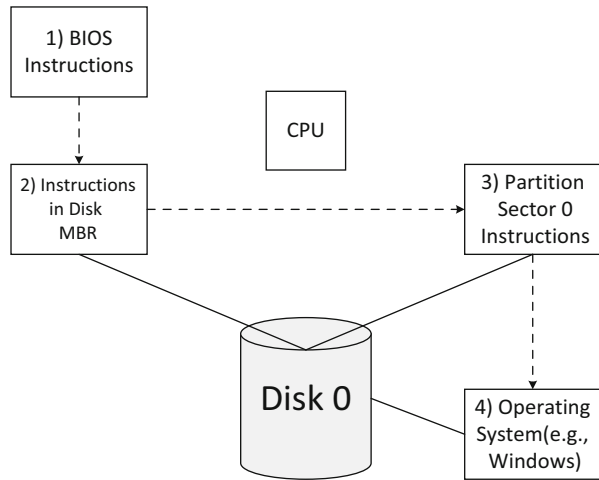 1) BIOS
Instructions
CPU
2) Instructions
in Disk
MBR
3) Partition
Sector 0
Instructions
Disk 0
4) Operating
System(e.g.,
Windows)